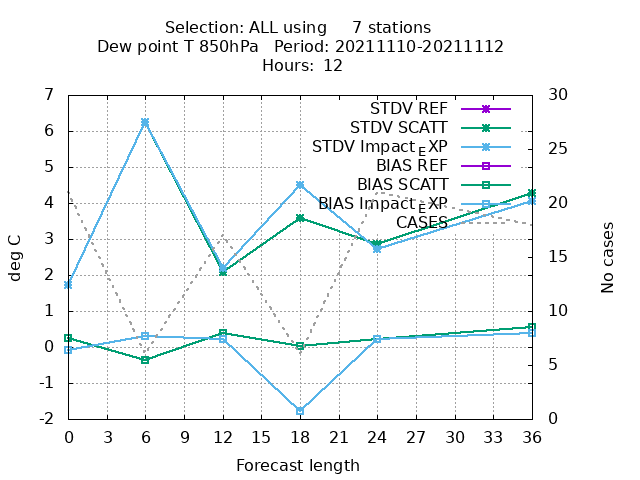 Selection: ALL using     7 stations
Dew point T 850hPa   Period: 20211110-20211112
Hours:  12
7
6
5
4
3
2
1
0
-1
-2
30
25
20
15
10
5
0
deg C
No cases
STDV REF
STDV SCATT
STDV Impact_EXP
BIAS REF
BIAS SCATT
BIAS Impact_EXP
CASES
0 3 6 9 12 15 18 21 24 27 30 33 36
Forecast length